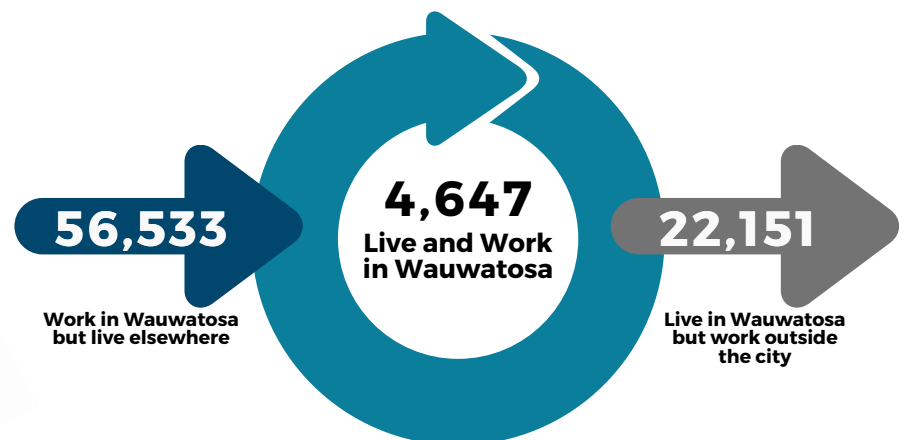 56,533
Work in Wauwatosa
but live elsewhere
4,647
Live and Work
in Wauwatosa
22,151
Live in Wauwatosa
but work outside
the city